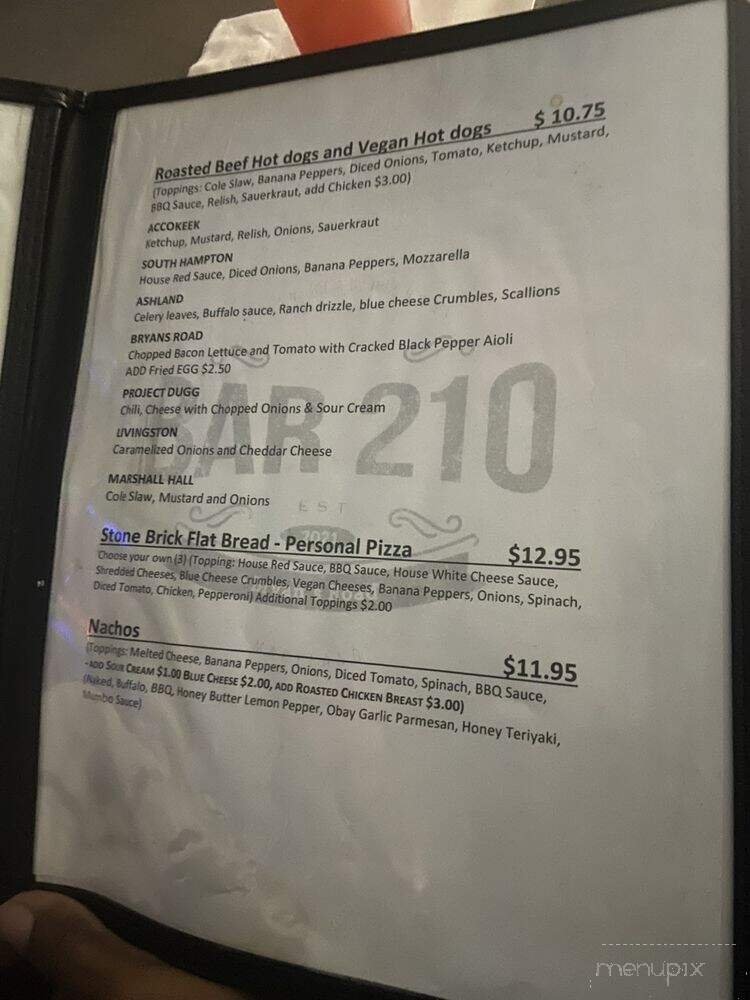 Roasted Beef Hot dogs and Vegan Hot dogs $ 10.75
(Toppings: Cole Slaw, Banana Peppers, Diced Onions, Tomato, Ketchup, Mustard,
BBQ Sauce, Relish, Sauerkraut, add Chicken $3.00)
ACCOKEEK
Ketchup, Mustard, Relish, Onions, Sauerkraut
SOUTH HAMPTON
House Red Sauce, Diced Onions, Banana Peppers, Mozzarella
ASHLAND
Celery leaves, Buffalo sauce, Ranch drizzle, blue cheese Crumbles, Scallions
BRYANS ROAD
Chopped Bacon Lettuce and Tomato with Cracked Black Pepper Aioli
ADD Fried EGG $2.50
PROJECT DUGG
Chili, Cheese with Chopped Onions & Sour Cream
LIVINGSTON
Caramelized Onions and Cheddar Cheese
MARSHALL HALL
Cole Slaw, Mustard and Onions
BAR 210
EST
Stone Brick Flat Bread - Personal Pizza $12.95
Choose your own (3) (Topping: House Red Sauce, BBQ Sauce, House White Cheese Sauce,
Shredded Cheeses, Blue Cheese Crumbles, Vegan Cheeses, Banana Peppers, Onions, Spinach,
Diced Tomato, Chicken, Pepperoni) Additional Toppings $2.00
Nachos $11.95
(Toppings: Melted Cheese, Banana Peppers, Onions, Diced Tomato, Spinach, BBQ Sauce,
-ADD SOUR CREAM $1.00 BLUE CHEESE $2.00, ADD ROASTED CHICKEN BREAST $3.00)
(Naked, Buffalo, BBQ, Honey Butter Lemon Pepper, Obay Garlic Parmesan, Honey Teriyaki,
Mumbo Sauce)
menupix